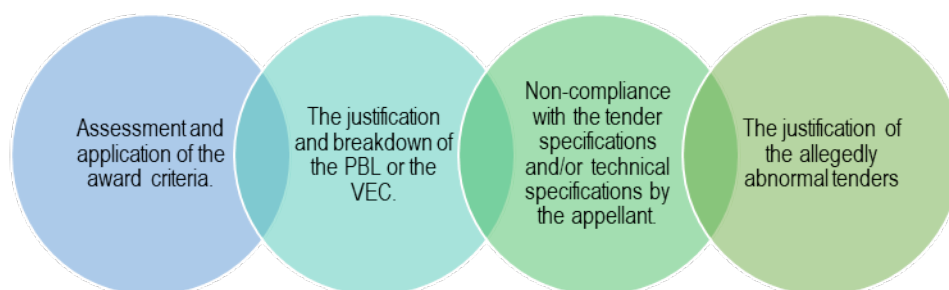 Assessment and
application of the
award criteria.
The justification
and breakdown of
the PBL or the
VEC.
Non-compliance
with the tender
specifications
and/or technical
specifications by
the appellant.
The justification of
the allegedly
abnormal tenders